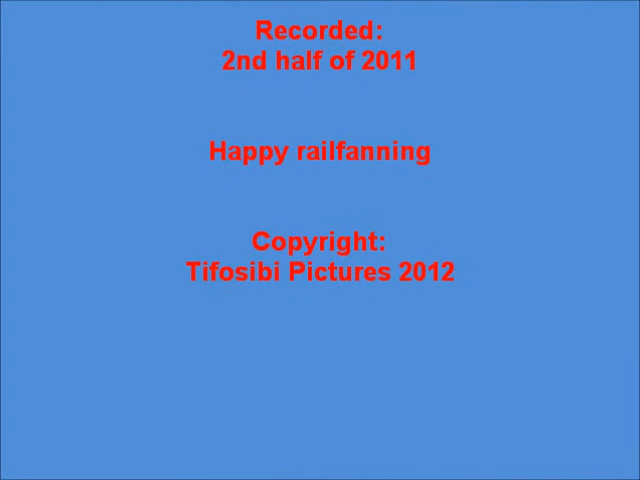 Recorded:
2nd half of 2011
Happy railfanning
Copyright:
Tifosibi Pictures 2012